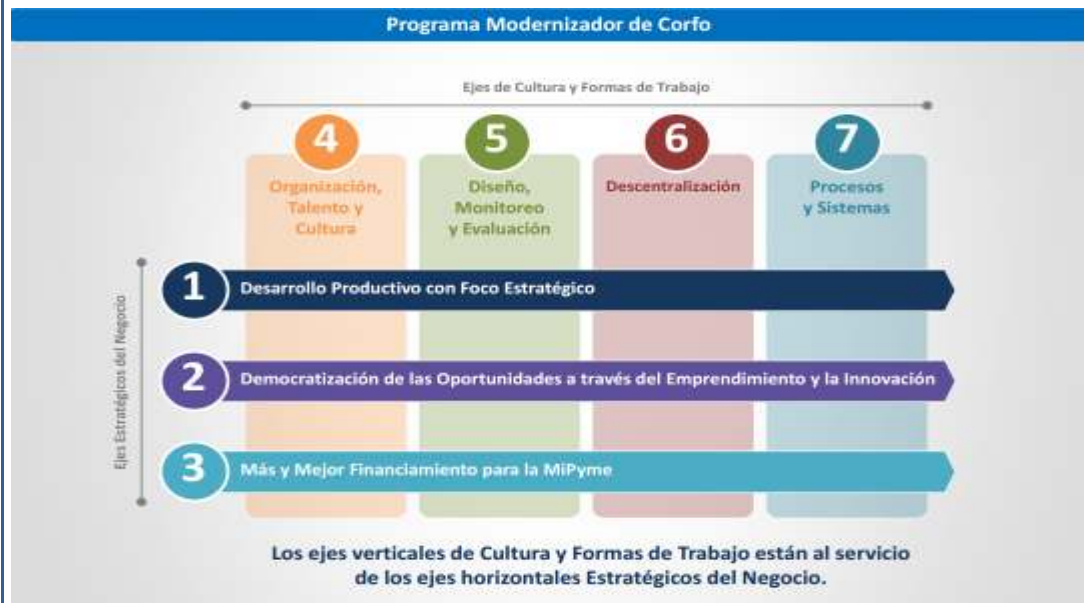 Programa Modernizador de Corfo
Ejes de Cultura y Formas de Trabajo
4
Organización,
Talento y
Cultura
5
Diseño,
Monitoreo
y Evaluación
6
Descentralización
7
Procesos
y Sistemas
Ejes Estratégicos del Negocio
1
Desarrollo Productivo con Foco Estratégico
2
Democratización de las Oportunidades a través del Emprendimiento y la Innovación
3
Más y Mejor Financiamiento para la MiPyme
Los ejes verticales de Cultura y Formas de Trabajo están al servicio
de los ejes horizontales Estratégicos del Negocio.